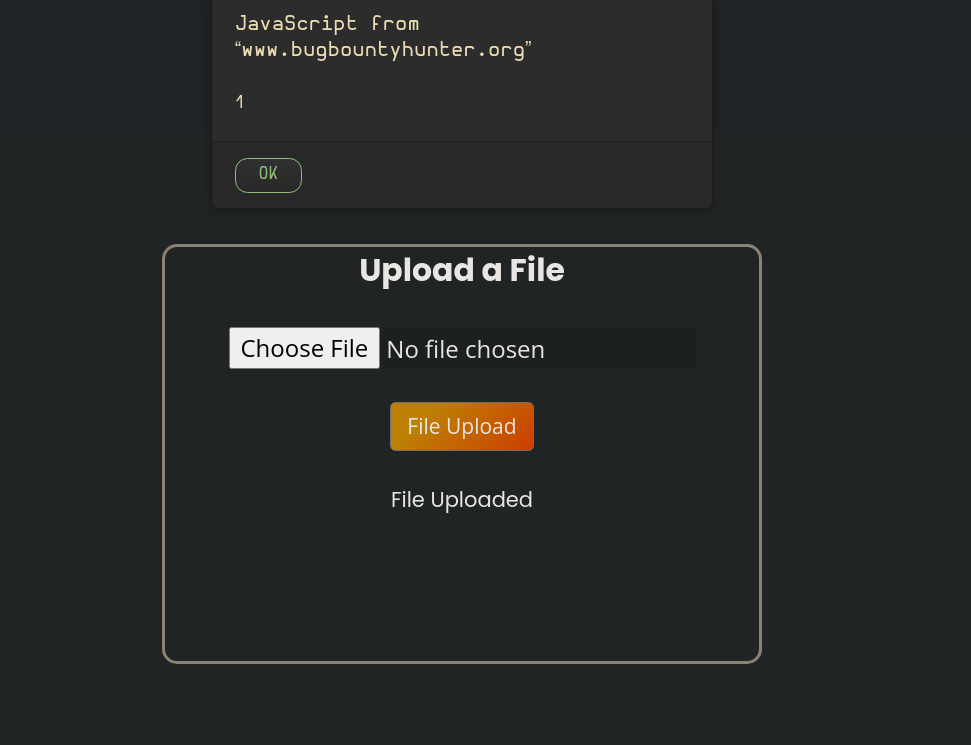 JavaScript from
“www.bugbountyhunter.org”
1
OK
Upload a File
Choose File No file chosen
File Upload
File Uploaded